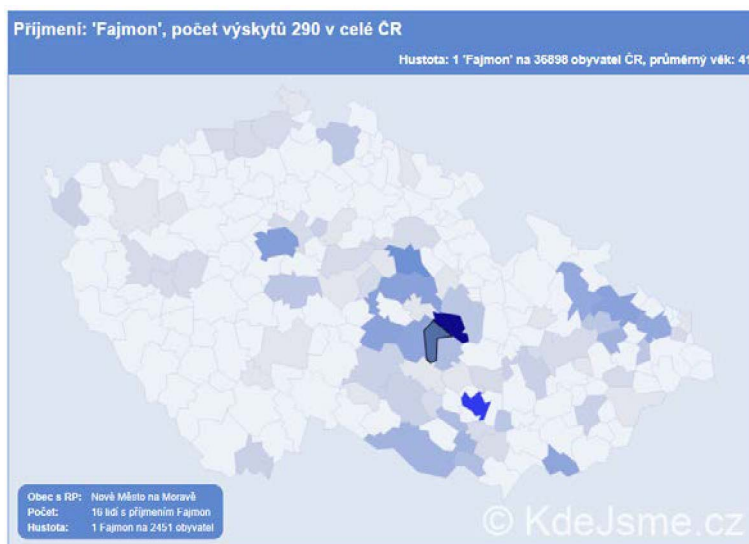 Příjmení: 'Fajmon', počet výskytů 290 v celé ČR
Hustota: 1 'Fajmon' na 36898 obyvatel ČR, průměrný věk: 41
Obec s RP: Nové Město na Moravě
Počet: 16 lidí s příjmením Fajmon
Hustota: 1 Fajmon na 2451 obyvatel
© KdeJsme.cz